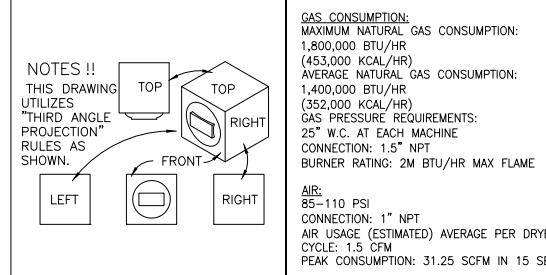 NOTES !!
THIS DRAWING
UTILIZES
"THIRD ANGLE
PROJECTION"
RULES AS
SHOWN.
TOP
TOP
RIGHT
FRONT
LEFT
RIGHT
GAS CONSUMPTION:
MAXIMUM NATURAL GAS CONSUMPTION:
1,800,000 BTU/HR
(453,000 KCAL/HR)
AVERAGE NATURAL GAS CONSUMPTION:
1,400,000 BTU/HR
(352,000 KCAL/HR)
GAS PRESSURE REQUIREMENTS:
25" W.C. AT EACH MACHINE
CONNECTION: 1.5" NPT
BURNER RATING: 2M BTU/HR MAX FLAME
AIR:
85-110 PSI
CONNECTION: 1" NPT
AIR USAGE (ESTIMATED) AVERAGE PER
CYCLE: 1.5 CFM
PEAK CONSUMPTION: 31.25 SCFM IN 15